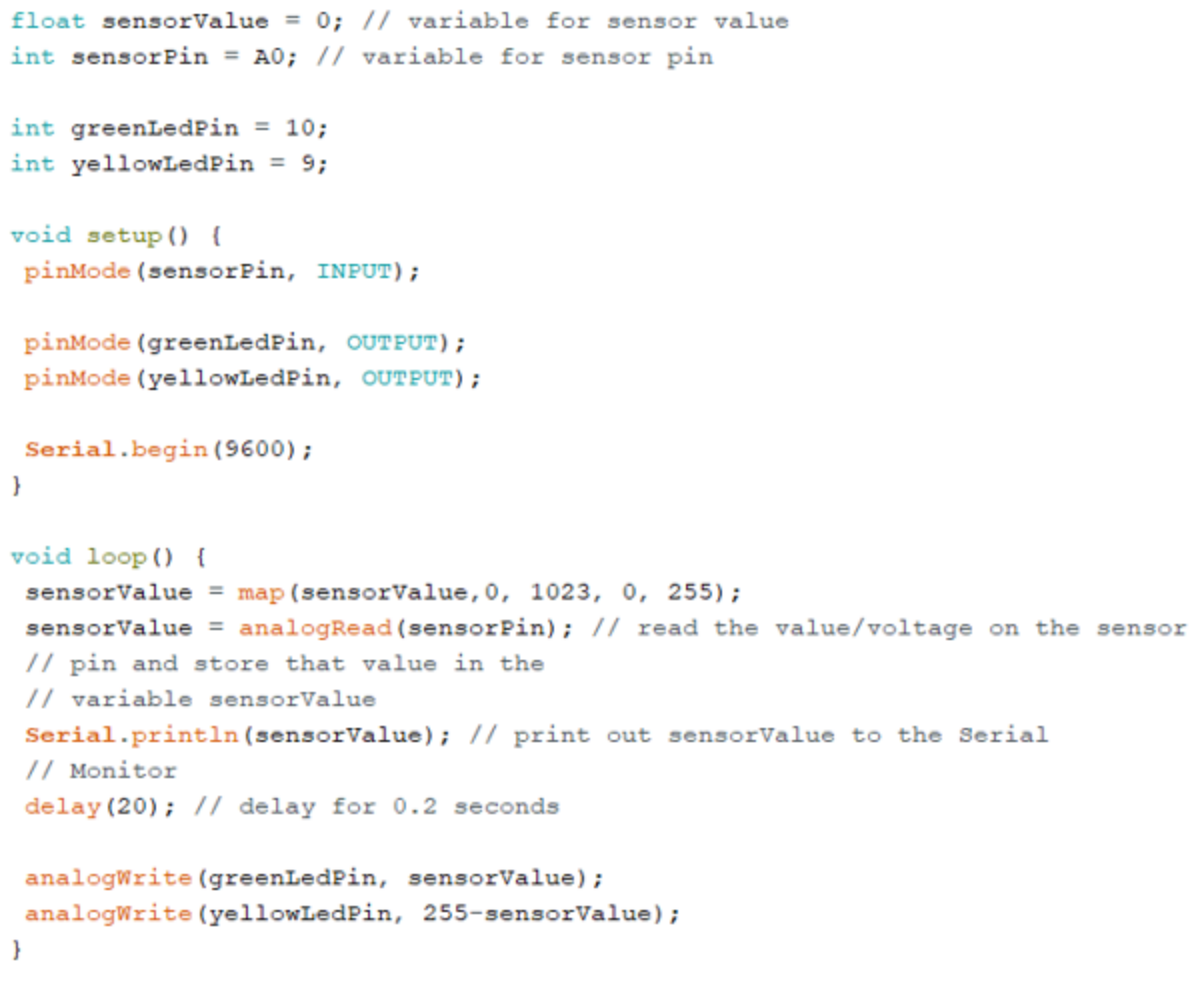 float sensorValue = 0; // variable for sensor value
int sensorPin = A0; // variable for sensor pin
int greenLedPin = 10;
int yellowLedPin = 9;
void setup() {
pinMode(sensorPin, INPUT);
pinMode(greenLedPin, OUTPUT);
pinMode(yellowLedPin, OUTPUT);
Serial.begin(9600);
}
void loop() {
sensorValue = map(sensorValue,0, 1023, 0, 255);
sensorValue = analogRead(sensorPin); // read the value/voltage on the sensor
// pin and store that value in the
// variable sensorValue
Serial.println(sensorValue); // print out sensorValue to the Serial
// Monitor
delay(20); // delay for 0.2 seconds
analogWrite(greenLedPin, sensorValue);
analogWrite(yellowLedPin, 255-sensorValue);
}